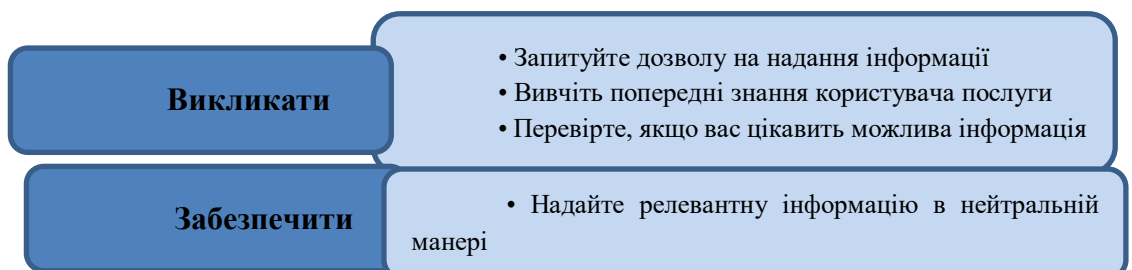 Викликати
• Запитуйте дозволу на надання інформації
• Вивчіть попередні знання користувача послуги
• Перевірте, якщо вас цікавить можлива інформація
Забезпечити
• Надайте релевантну інформацію в нейтральній
манері